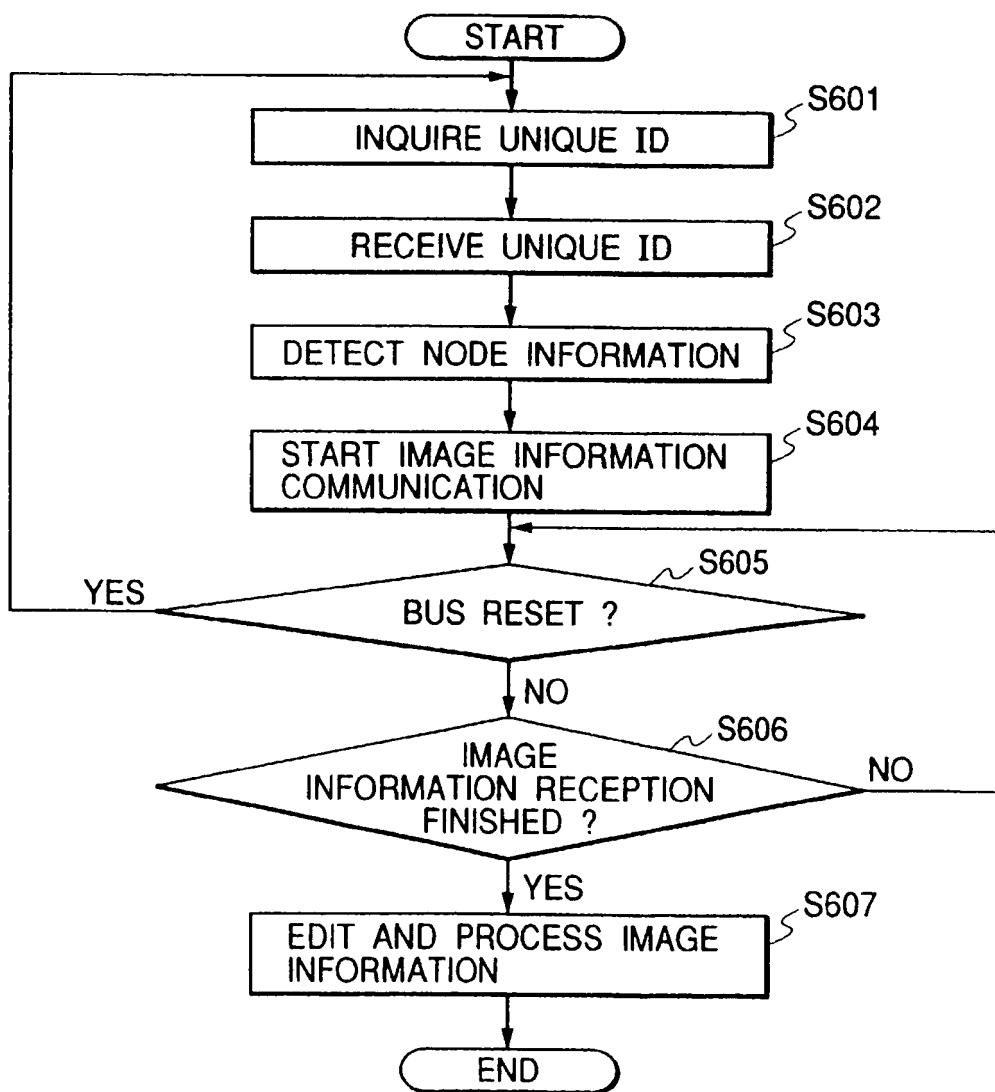 START
S601
INQUIRE UNIQUE ID
S602
RECEIVE UNIQUE ID
S603
DETECT NODE INFORMATION
S604
START IMAGE INFORMATION
COMMUNICATION
S605
YES
BUS RESET ?
NO
S606
IMAGE
INFORMATION RECEPTION
FINISHED ?
NO
YES
S607
EDIT AND PROCESS IMAGE
INFORMATION
END